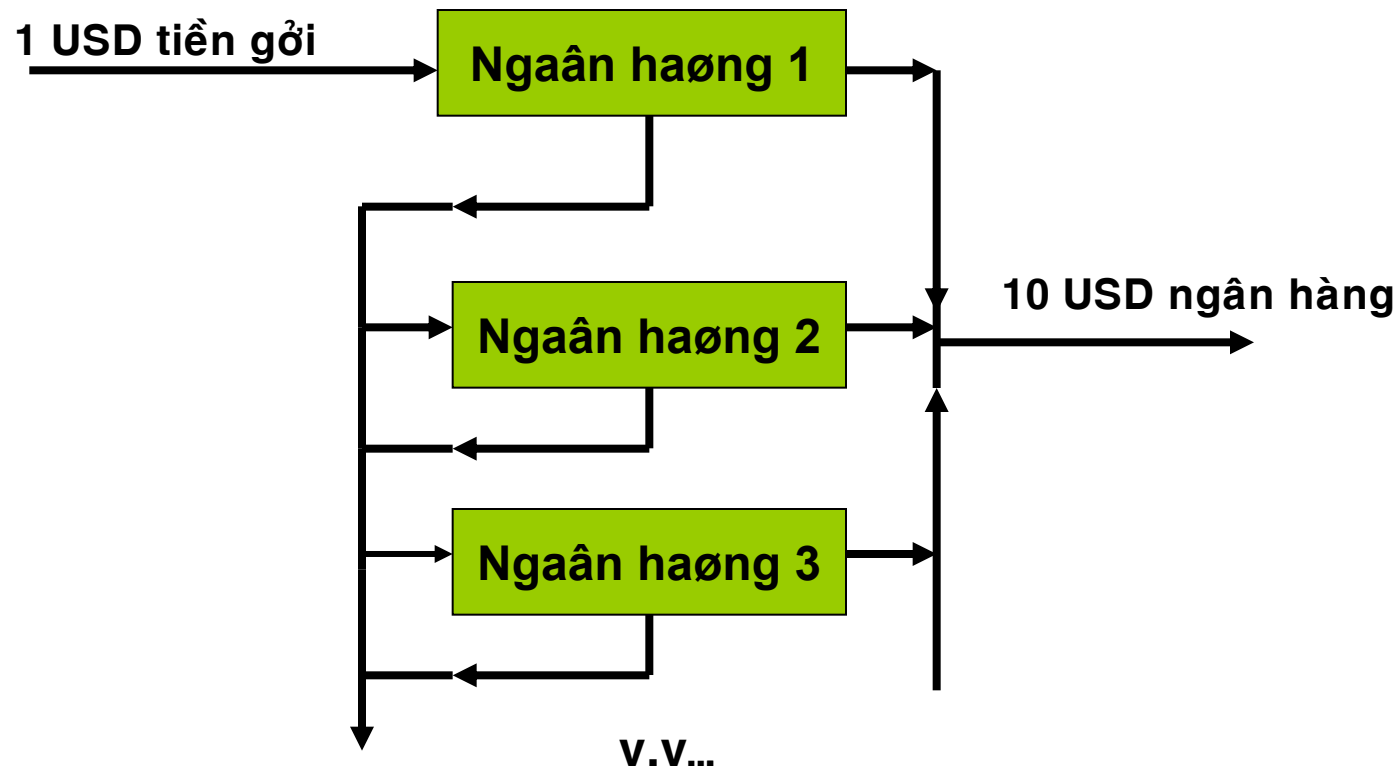 1 USD tiền gởi
Ngaân haøng 1
10 USD ngân hàng
Ngaân haøng 2
Ngaân haøng 3
v.v…